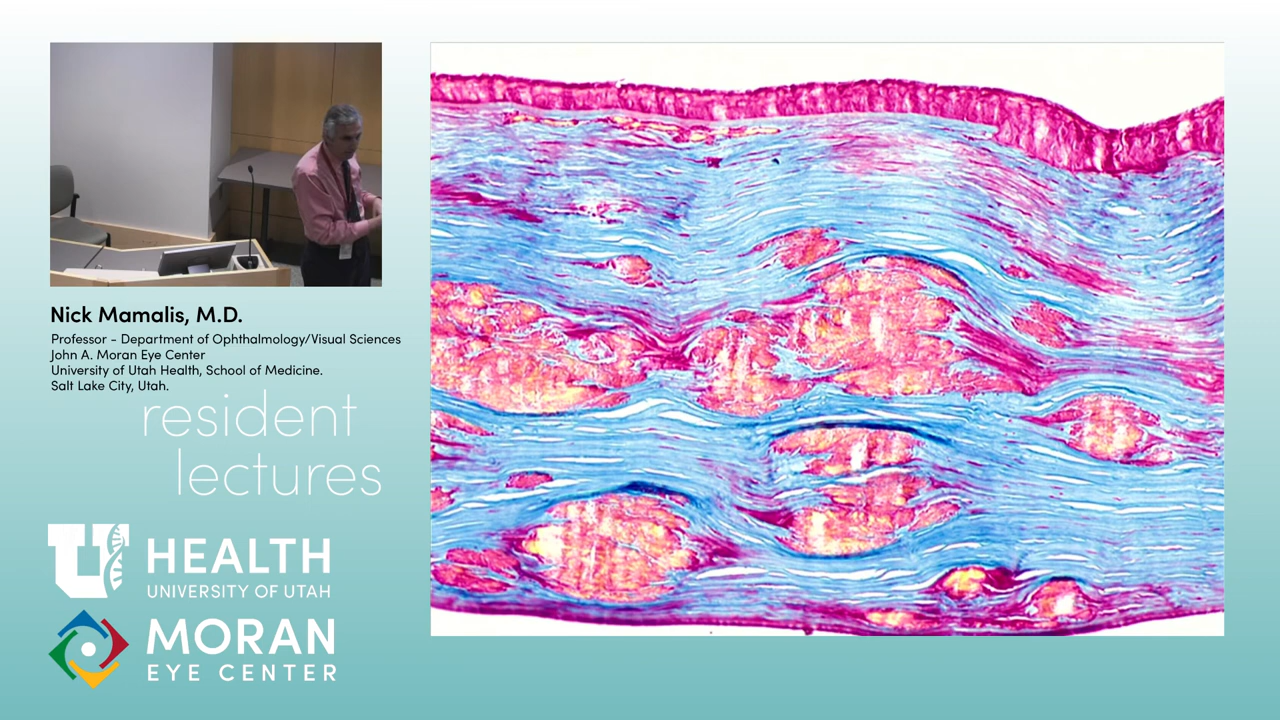 Nick Mamalis, M.D.
Professor - Department of Ophthalmology/Visual Sciences
John A. Moran Eye Center
University of Utah Health, School of Medicine.
Salt Lake City, Utah.
resident
lectures
U HEALTH
UNIVERSITY OF UTAH
MORAN
EYE CENTER